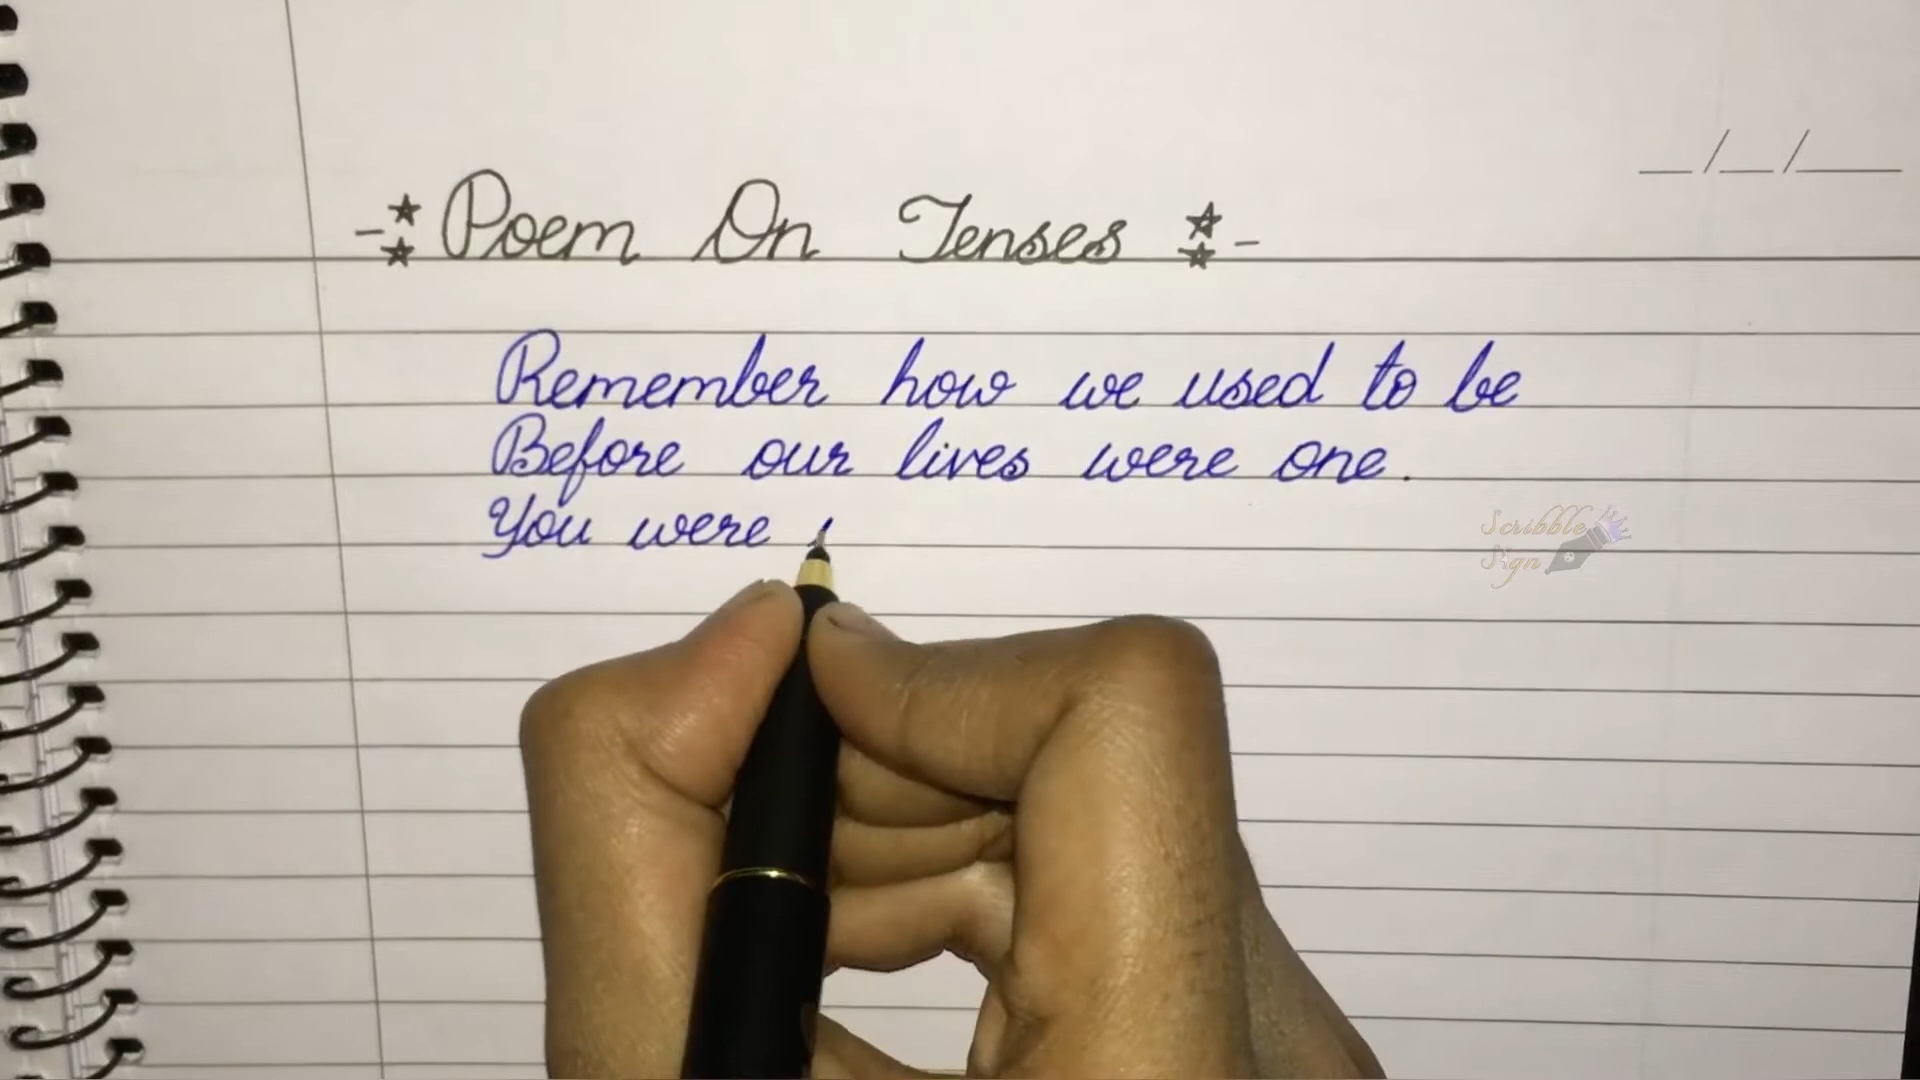 Poem On Tenses
Remember how we used to be
Before our lives were one.
You were
Scribble
Sign